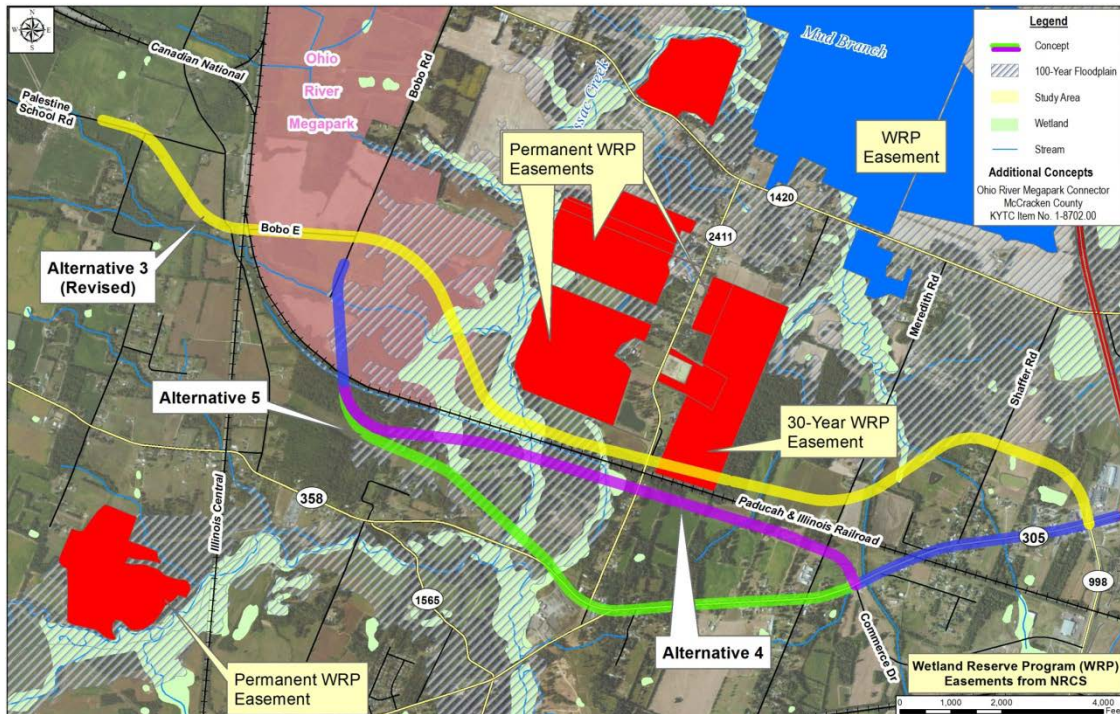 N
W E
S
Canadian National
Palestine
School Rd
Ohio
River
Megapark
Bobo Rd
Mud Branch
Permanent WRP
Easements
WRP
Easement
Legend
Concept
100-Year Floodplain
Study Area
Wetland
Stream
Additional Concepts
Ohio River Megapark Connector
McCracken County
KYTC Item No. 1-8702.00
1420
2411
Bobo E
Alternative 3
(Revised)
Meredith Rd
Shaffer Rd
Alternative 5
30-Year WRP
Easement
358
Illinois Central
Paducah & Illinois Railroad
305
998
1565
Alternative 4
Commerce Dr
Permanent WRP
Easement
Wetland Reserve Program (WRP)
Easements from NRCS
0 1,000 2,000 4,000